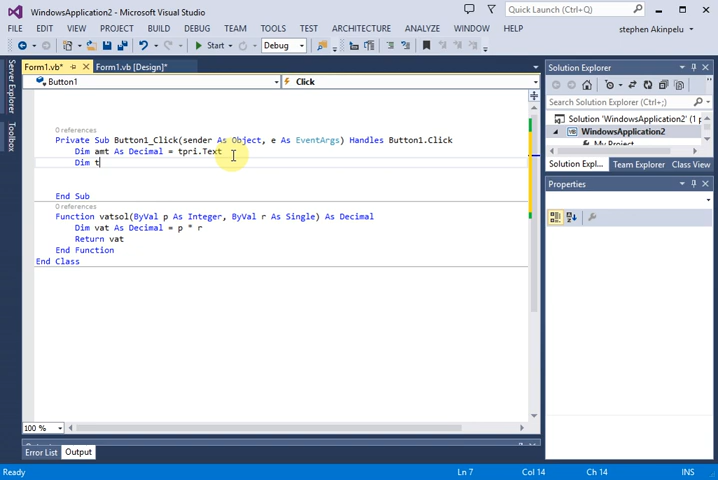 WindowsApplication2 - Microsoft Visual Studio
Quick Launch (Ctrl+Q)
FILE EDIT VIEW PROJECT BUILD DEBUG TEAM TOOLS TEST ARCHITECTURE ANALYZE WINDOW HELP
stephen Akinpelu
Start Debug
Server Explorer
Toolbox
Form1.vb* Form1.vb [Design]*
Button1 Click
0 references
Private Sub Button1_Click(sender As Object, e As EventArgs) Handles Button1.Click
Dim amt As Decimal = tpri.Text
Dim t
End Sub
0 references
Function vatsol(ByVal p As Integer, ByVal r As Single) As Decimal
Dim vat As Decimal = p * r
Return vat
End Function
End Class
100 %
Solution Explorer
Search Solution Explorer (Ctrl+;)
Solution 'WindowsApplication2' (1 p
WindowsApplication2
My Project
Solution Expl... Team Explorer Class View
Properties
Error List Output
Ready Ln 7 Col 14 Ch 14 INS